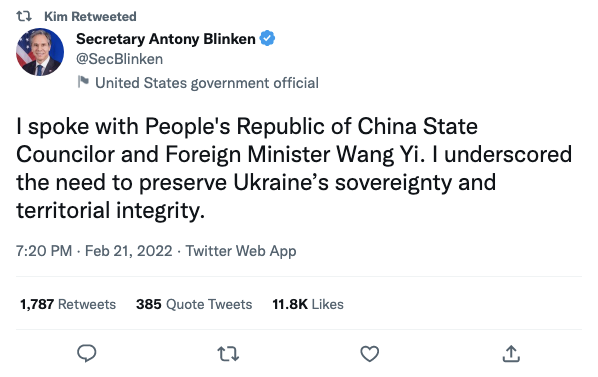 Kim Retweeted
Secretary Antony Blinken
@SecBlinken
United States government official
I spoke with People's Republic of China State
Councilor and Foreign Minister Wang Yi. I underscored
the need to preserve Ukraine’s sovereignty and
territorial integrity.
7:20 PM · Feb 21, 2022 · Twitter Web App
1,787 Retweets 385 Quote Tweets 11.8K Likes